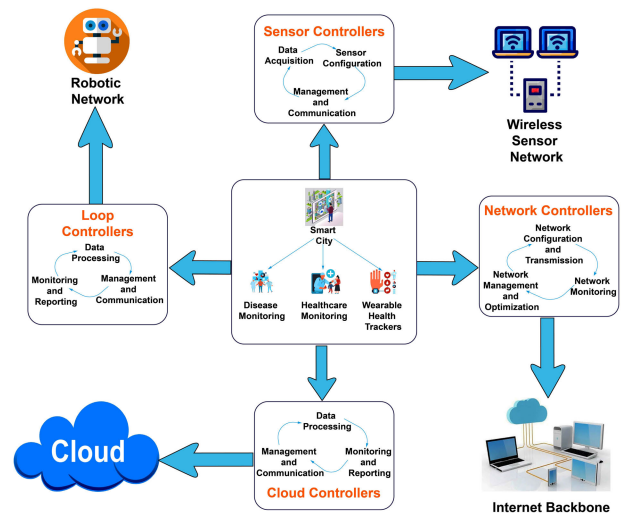 Robotic
Network
Sensor Controllers
Data
Acquisition
Sensor
Configuration
Management
and
Communication
Wireless
Sensor
Network
Loop
Controllers
Data
Processing
Monitoring
and
Reporting
Management
and
Communication
Smart
City
Disease
Monitoring
Healthcare
Monitoring
Wearable
Health
Trackers
Network Controllers
Network
Configuration
and
Transmission
Network
Management
and
Optimization
Network
Monitoring
Cloud
Data
Processing
Management
and
Communication
Monitoring
and
Reporting
Cloud Controllers
Internet Backbone